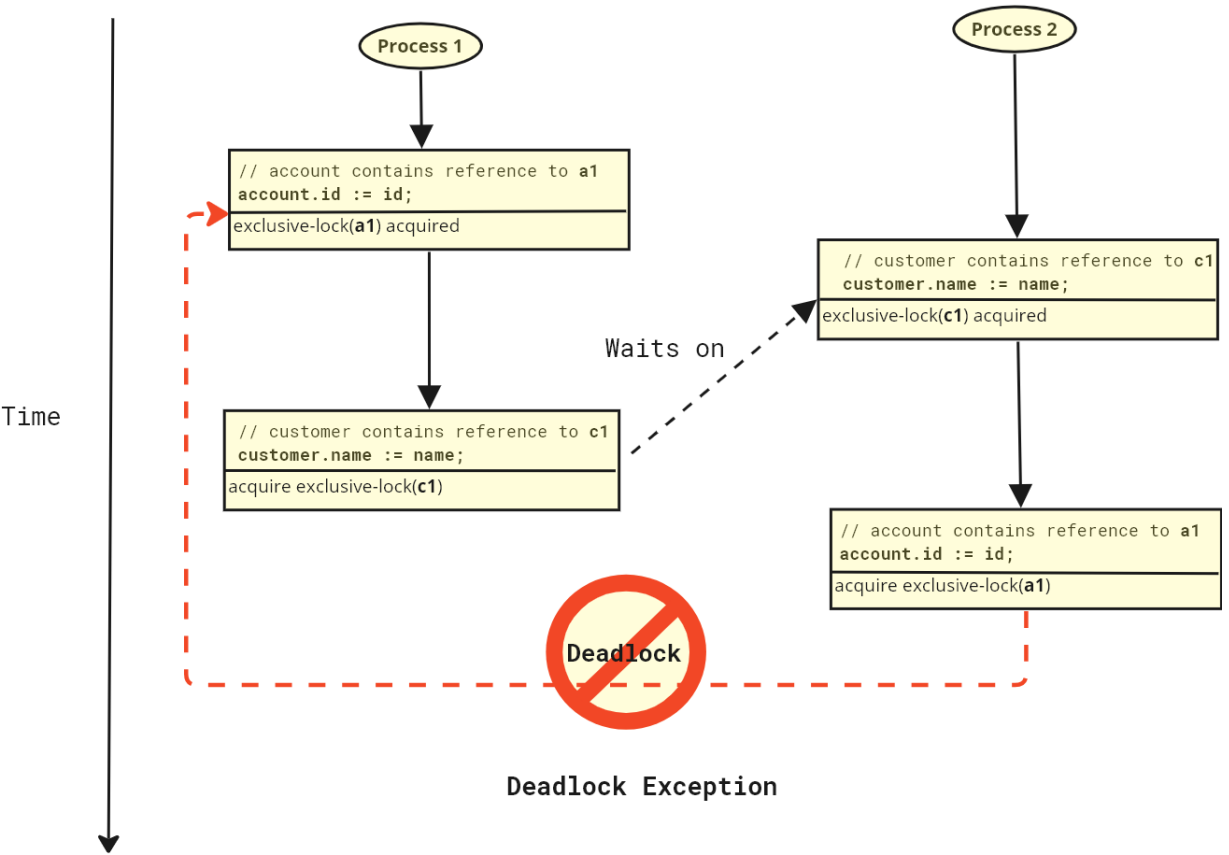 Process 1
Process 2
// account contains reference to a1
account.id := id;
exclusive-lock(a1) acquired
// customer contains reference to c1
customer.name := name;
exclusive-lock(c1) acquired
Waits on
Time
// customer contains reference to c1
customer.name := name;
acquire exclusive-lock(c1)
// account contains reference to a1
account.id := id;
acquire exclusive-lock(a1)
Deadlock
Deadlock Exception